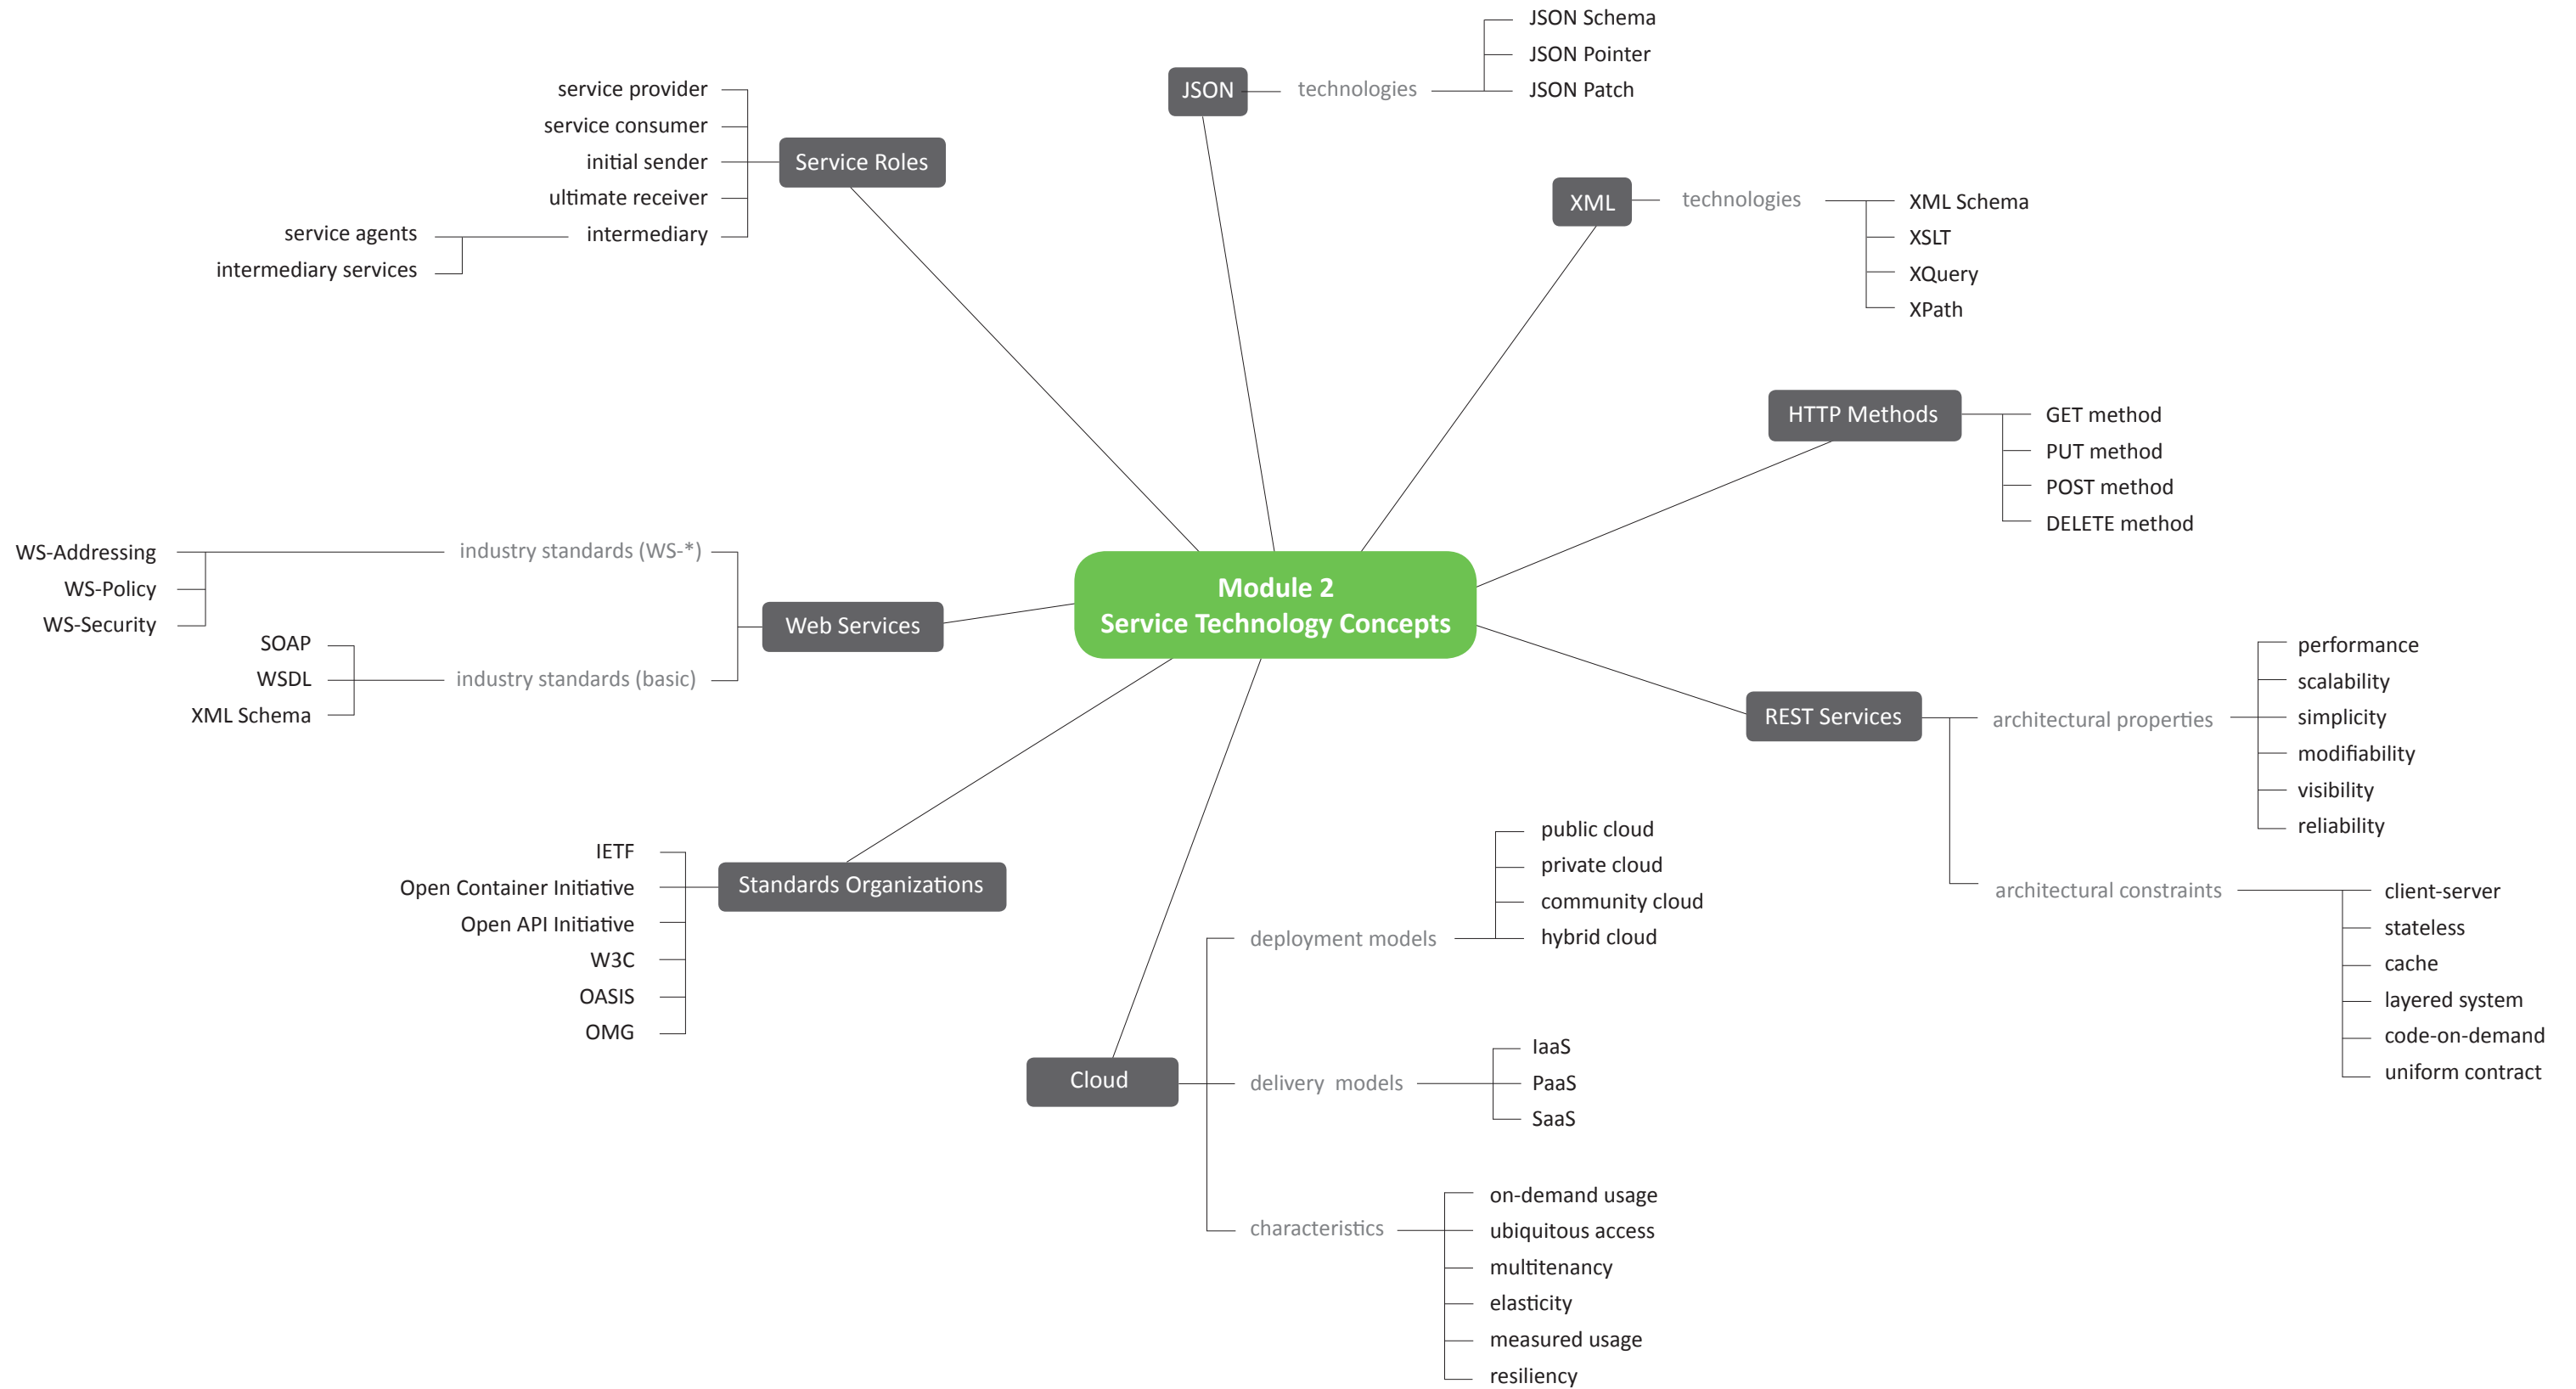 Module 2
Service Technology Concepts
JSON
technologies
JSON Schema
JSON Pointer
JSON Patch
XML
technologies
XML Schema
XSLT
XQuery
XPath
HTTP Methods
GET method
PUT method
POST method
DELETE method
REST Services
architectural properties
performance
scalability
simplicity
modifiability
visibility
reliability
architectural constraints
client-server
stateless
cache
layered system
code-on-demand
uniform contract
Cloud
deployment models
public cloud
private cloud
community cloud
hybrid cloud
delivery models
IaaS
PaaS
SaaS
characteristics
on-demand usage
ubiquitous access
multitenancy
elasticity
measured usage
resiliency
Standards Organizations
IETF
Open Container Initiative
Open API Initiative
W3C
OASIS
OMG
Web Services
industry standards (WS-*)
WS-Addressing
WS-Policy
WS-Security
industry standards (basic)
SOAP
WSDL
XML Schema
Service Roles
service provider
service consumer
initial sender
ultimate receiver
intermediary
service agents
intermediary services